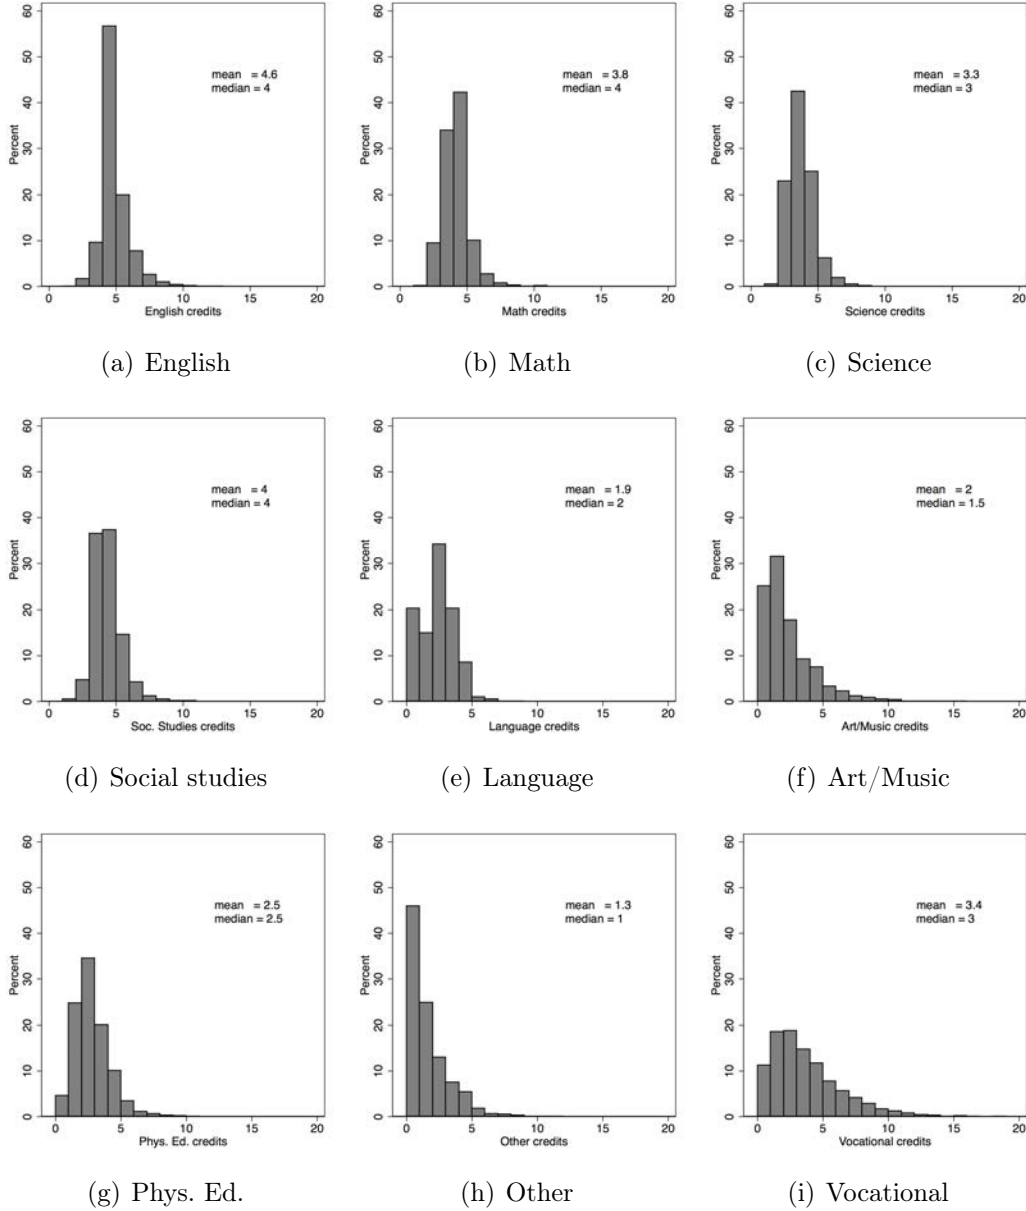 60
50
40
30
20
10
0
Percent
mean = 4.6
median = 4
0 5 10 15 20
English credits
(a) English
60
50
40
30
20
10
0
Percent
mean = 3.8
median = 4
0 5 10 15 20
Math credits
(b) Math
60
50
40
30
20
10
0
Percent
mean = 3.3
median = 3
0 5 10 15 20
Science credits
(c) Science
60
50
40
30
20
10
0
Percent
mean = 4
median = 4
0 5 10 15 20
Soc. Studies credits
(d) Social studies
60
50
40
30
20
10
0
Percent
mean = 1.9
median = 2
0 5 10 15 20
Language credits
(e) Language
60
50
40
30
20
10
0
Percent
mean = 2
median = 1.5
0 5 10 15 20
Art/Music credits
(f) Art/Music
60
50
40
30
20
10
0
Percent
mean = 2.5
median = 2.5
0 5 10 15 20
Phys. Ed. credits
(g) Phys. Ed.
60
50
40
30
20
10
0
Percent
mean = 1.3
median = 1
0 5 10 15 20
Other credits
(h) Other
60
50
40
30
20
10
0
Percent
mean = 3.4
median = 3
0 5 10 15 20
Vocational credits
(i) Vocational